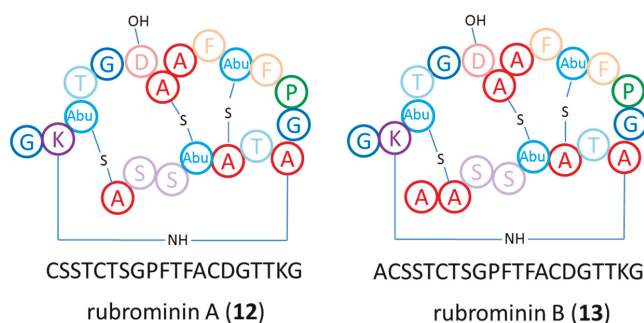 OH
G D A F Abu F
T A P
Abu S S G
G K
S Abu A T A
A S S
NH
CSSTCTSGPFTFACDGTTKG
rubrominin A (12)
OH
G D A F Abu F
T A P
Abu S S G
G K
S Abu A T A
A A S S
NH
ACSSTCTSGPFTFACDGTTKG
rubrominin B (13)